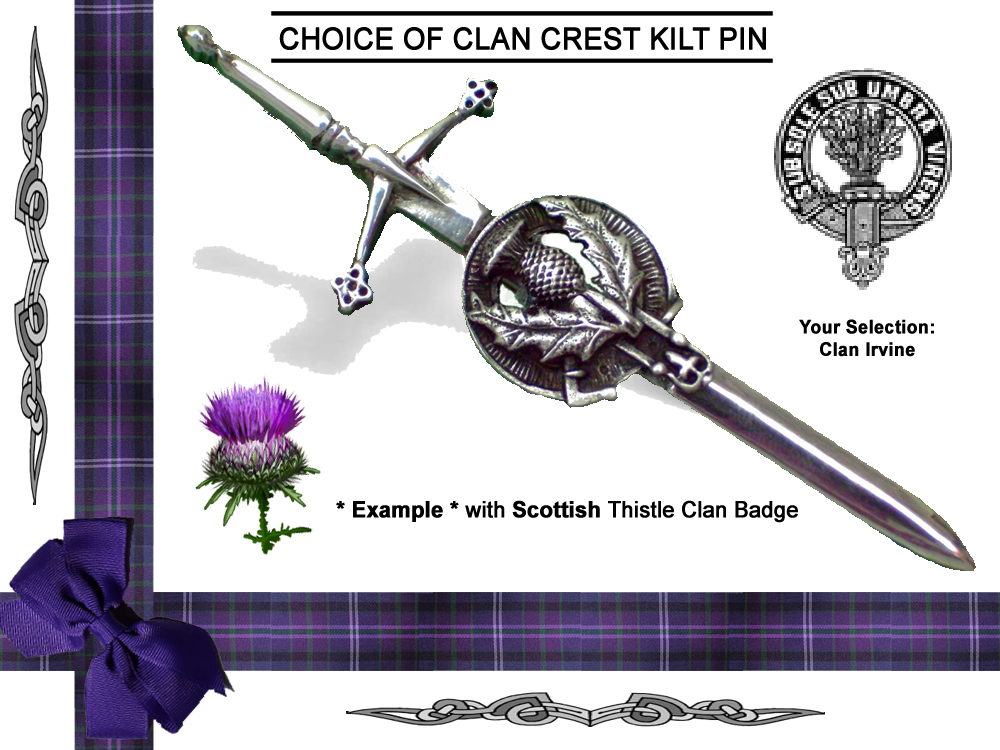 CHOICE OF CLAN CREST KILT PIN
SUB SOLE SUB UMBRA VIRENS
Your Selection:
Clan Irvine
* Example * with Scottish Thistle Clan Badge